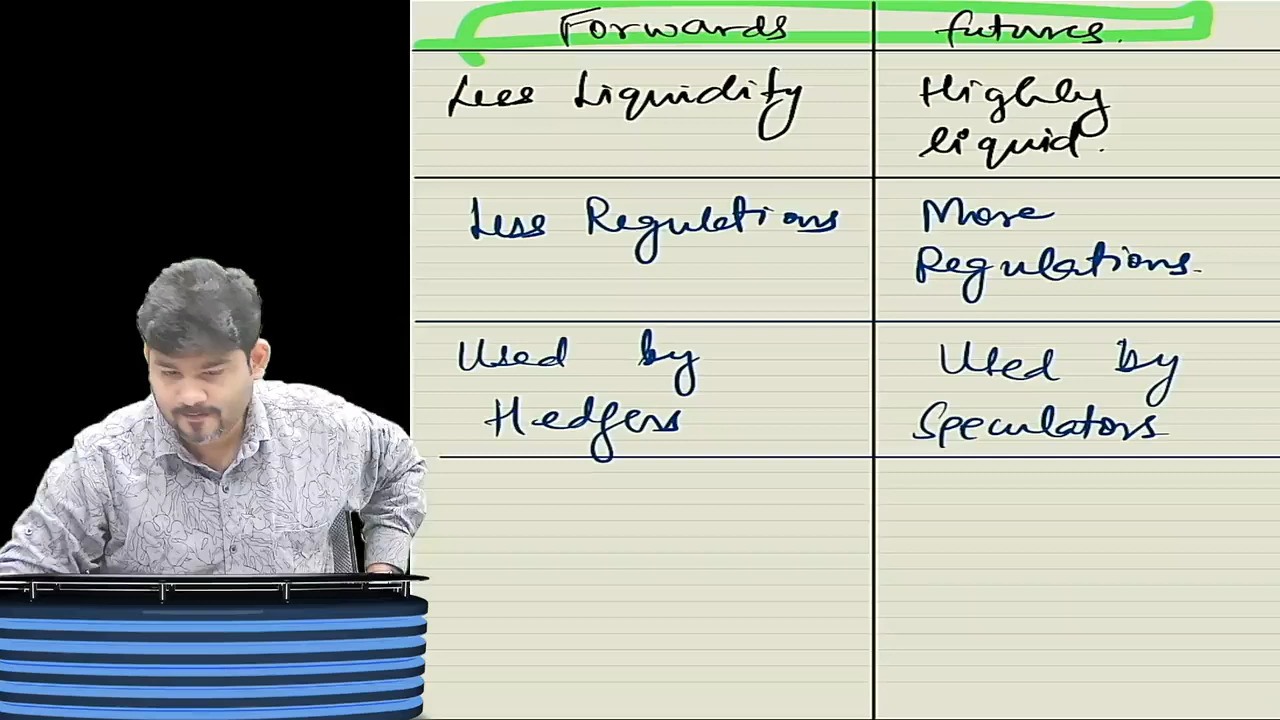 Forwards futures.
Less Liquidity Highly
liquid.
Less Regulations More
Regulations.
Used by Used by
Hedgers Speculators